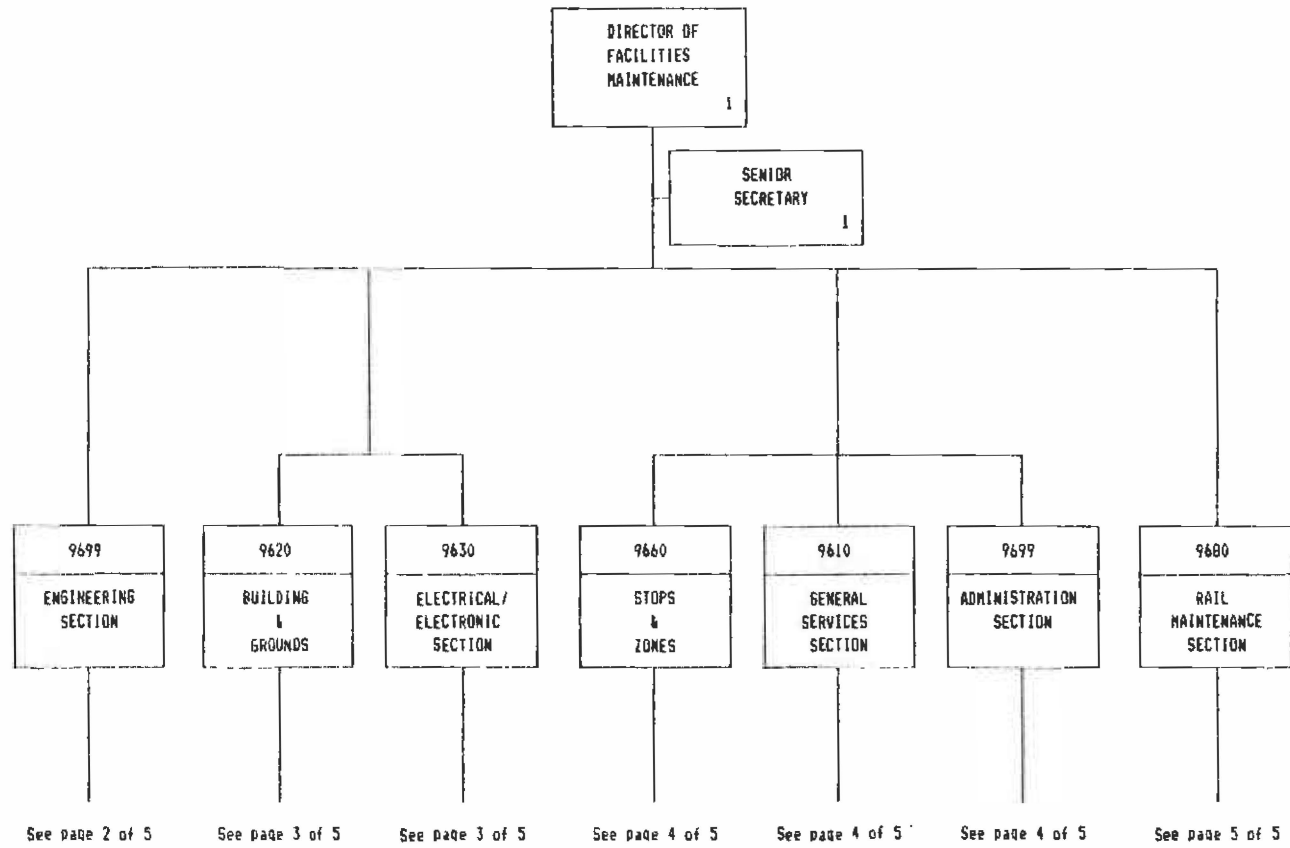 DIRECTOR OF
FACILITIES
MAINTENANCE
1
SENIOR
SECRETARY
1
9699
ENGINEERING
SECTION
9620
BUILDING
&
GROUNDS
9630
ELECTRICAL/
ELECTRONIC
SECTION
9660
STOPS
&
ZONES
9610
GENERAL
SERVICES
SECTION
9699
ADMINISTRATION
SECTION
9680
RAIL
MAINTENANCE
SECTION
See page 2 of 5
See page 3 of 5
See page 3 of 5
See page 4 of 5
See page 4 of 5
See page 4 of 5
See page 5 of 5